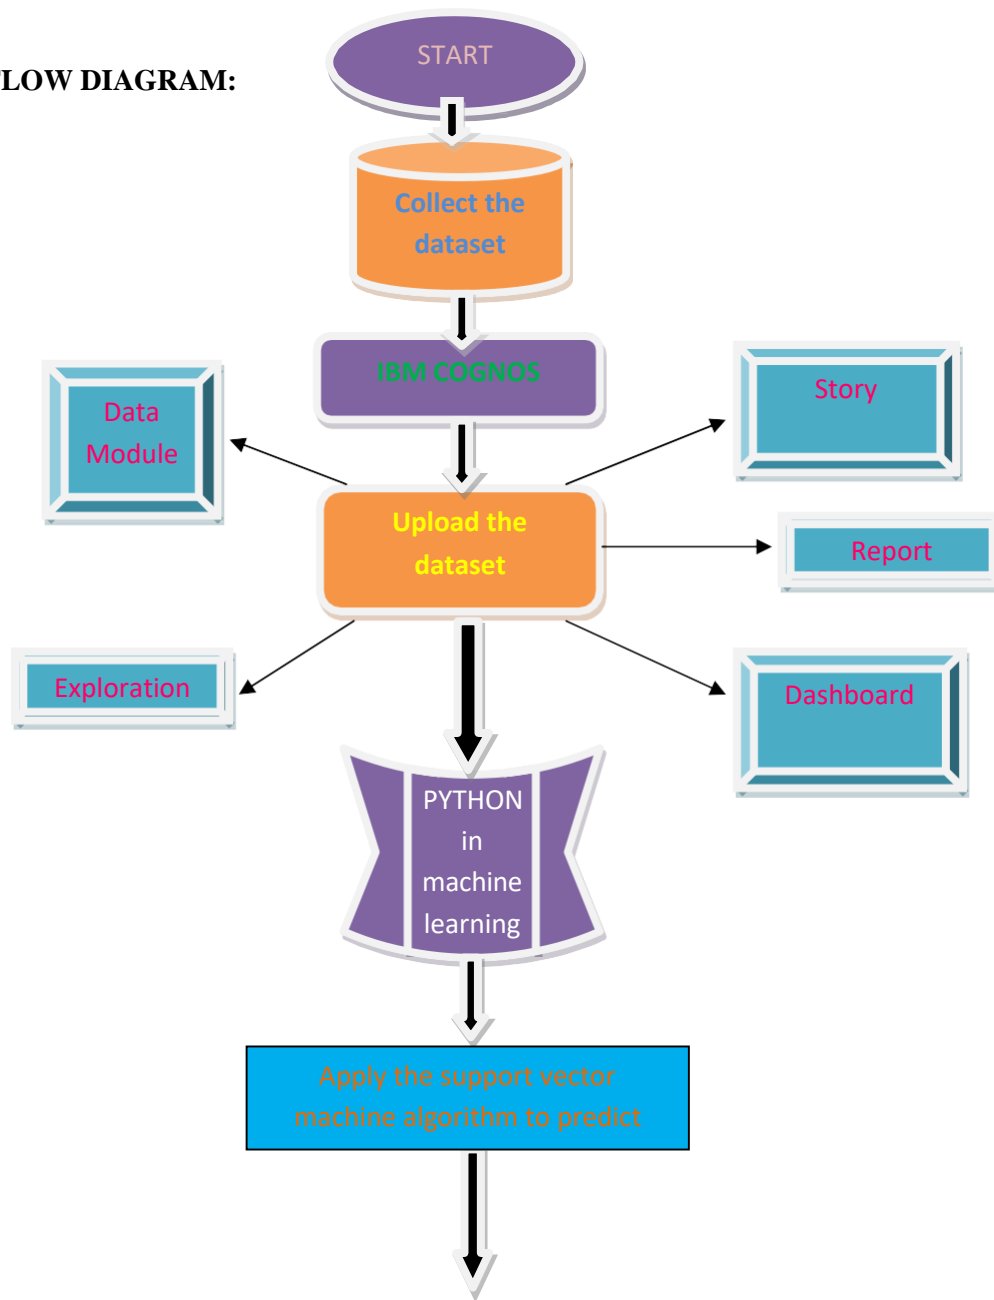 START
LOW DIAGRAM:
Collect the
dataset
IBM COGNOS
Data
Module
Story
Upload the
dataset
Report
Exploration
Dashboard
PYTHON
in
machine
learning
Apply the support vector
machine algorithm to predict